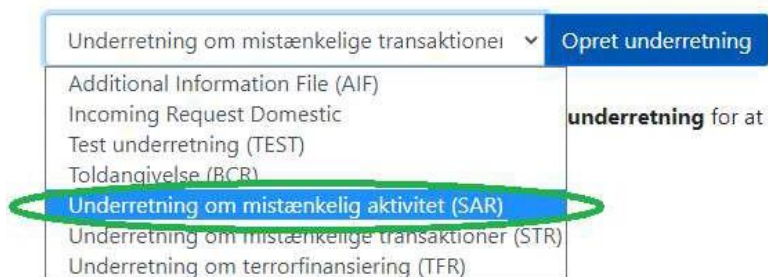 Underretning om mistænkelige transaktioner Opret underretning
Additional Information File (AIF)
Incoming Request Domestic
underretning for at
Test underretning (TEST)
Toldangivelse (BCR)
Underretning om mistænkelig aktivitet (SAR)
Underretning om mistænkelige transaktioner (STR)
Underretning om terrorfinansiering (TFR)